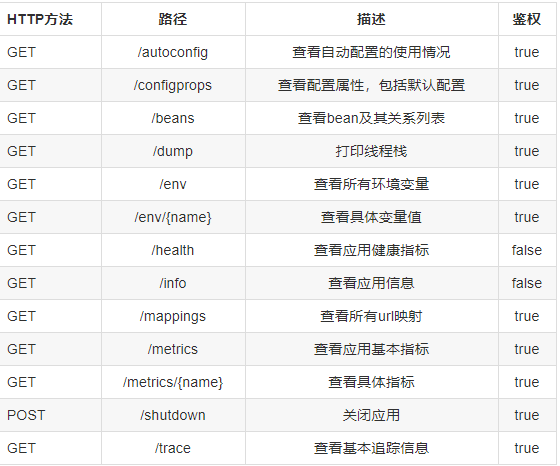 HTTP方法 路径 描述 鉴权
GET /autoconfig 查看自动配置的使用情况 true
GET /configprops 查看配置属性，包括默认配置 true
GET /beans 查看bean及其关系列表 true
GET /dump 打印线程栈 true
GET /env 查看所有环境变量 true
GET /env/{name} 查看具体变量值 true
GET /health 查看应用健康指标 false
GET /info 查看应用信息 false
GET /mappings 查看所有url映射 true
GET /metrics 查看应用基本指标 true
GET /metrics/{name} 查看具体指标 true
POST /shutdown 关闭应用 true
GET /trace 查看基本追踪信息 true